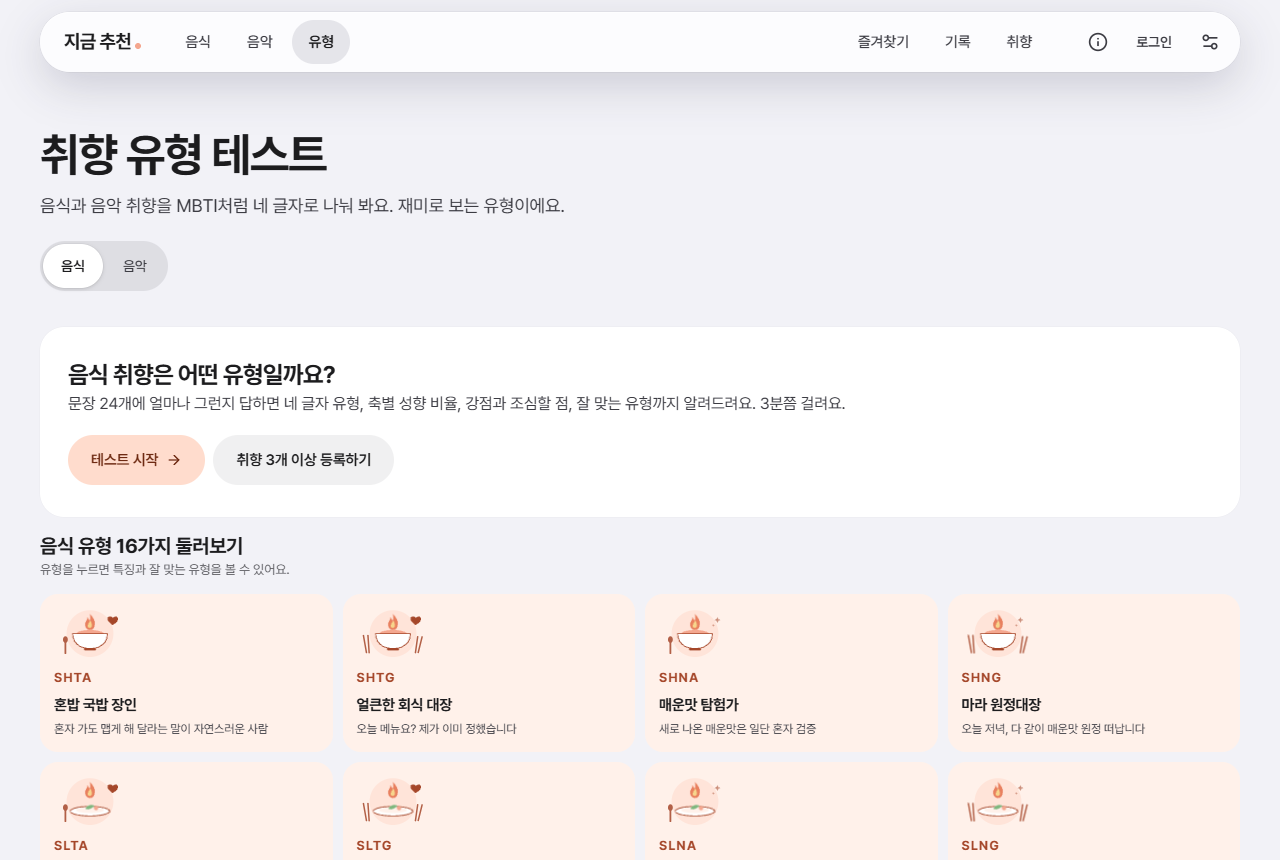 지금 추천 음식 음악 유형 즐겨찾기 기록 취향 로그인
취향 유형 테스트
음식과 음악 취향을 MBTI처럼 네 글자로 나눠 봐요. 재미로 보는 유형이에요.
음식 음악
음식 취향은 어떤 유형일까요?
문장 24개에 얼마나 그런지 답하면 네 글자 유형, 축별 성향 비율, 강점과 조심할 점, 잘 맞는 유형까지 알려드려요. 3분쯤 걸려요.
테스트 시작 → 취향 3개 이상 등록하기
음식 유형 16가지 둘러보기
유형을 누르면 특징과 잘 맞는 유형을 볼 수 있어요.
SHTA
혼밥 국밥 장인
혼자 가도 맵게 해 달라는 말이 자연스러운 사람
SHTG
얼큰한 회식 대장
오늘 메뉴요? 제가 이미 정했습니다
SHNA
매운맛 탐험가
새로 나온 매운맛은 일단 혼자 검증
SHNG
마라 원정대장
오늘 저녁, 다 같이 매운맛 원정 떠납니다
SLTA
SLTG
SLNA
SLNG